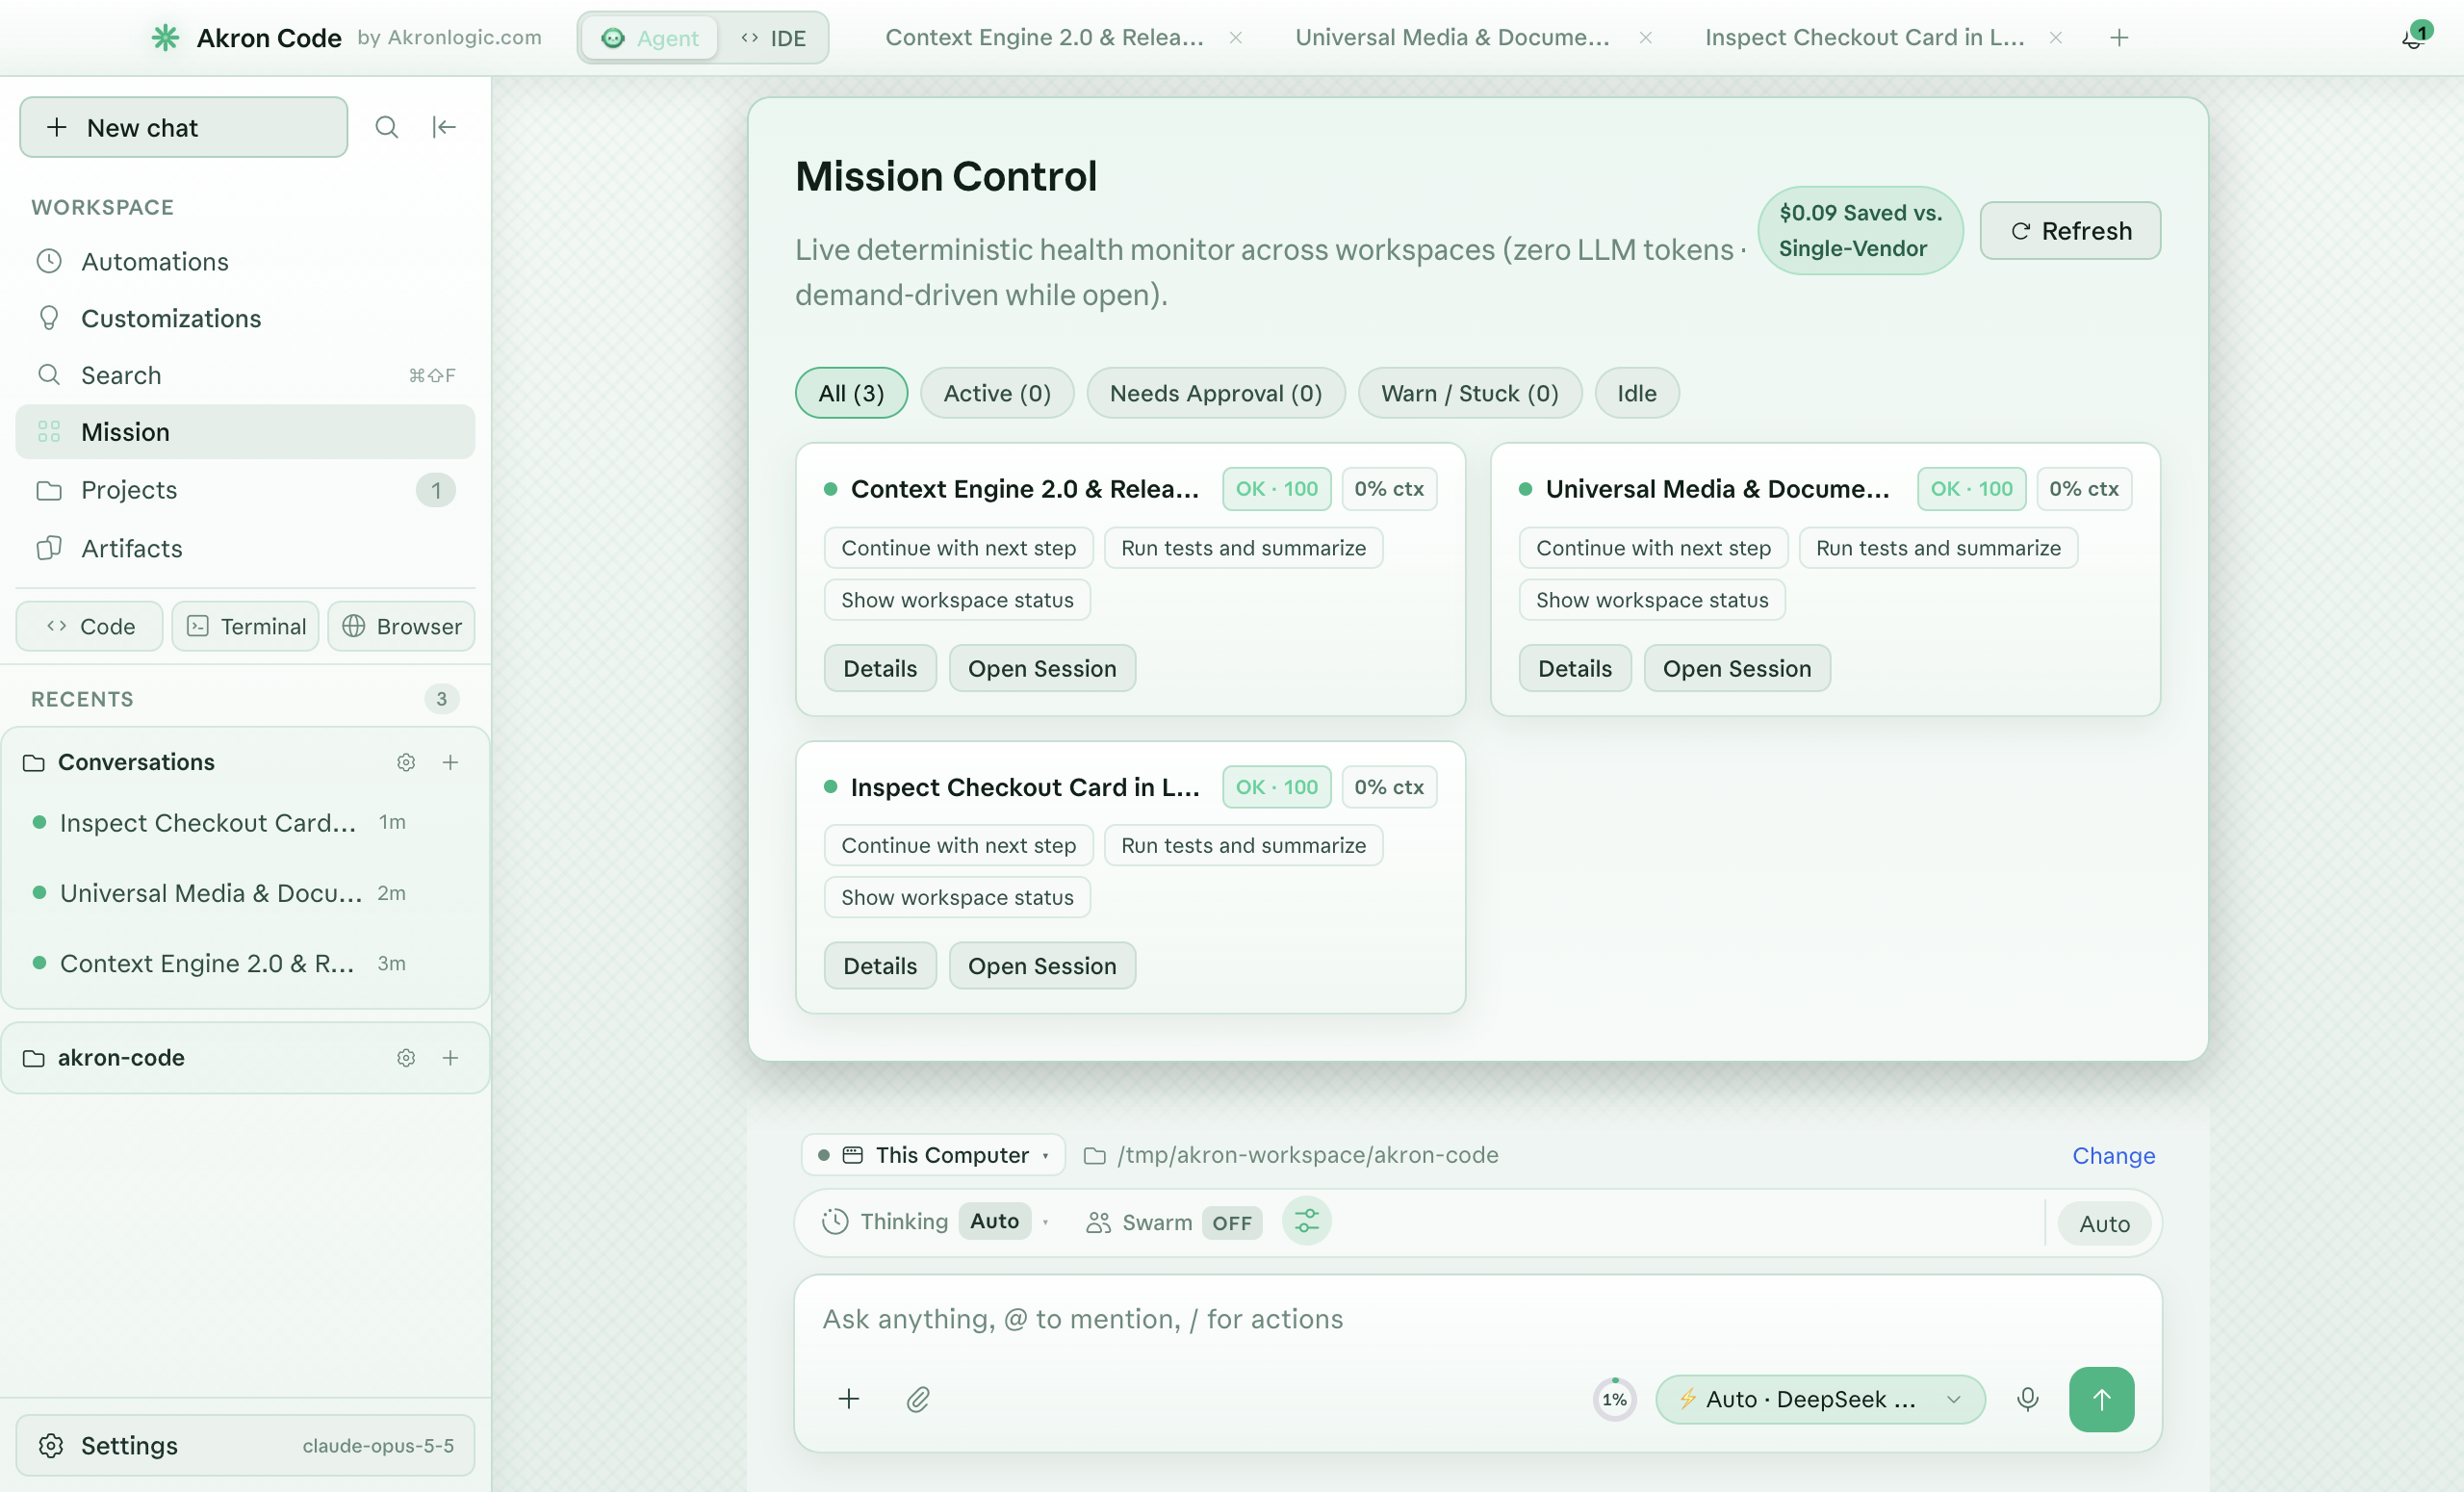 Akron Code by Akronlogic.com
Agent
IDE
Context Engine 2.0 & Relea...
Universal Media & Docume...
Inspect Checkout Card in L...
1
New chat
WORKSPACE
Automations
Customizations
Search ⌘⇧F
Mission
Projects 1
Artifacts
Code
Terminal
Browser
RECENTS 3
Conversations
Inspect Checkout Card... 1m
Universal Media & Docu... 2m
Context Engine 2.0 & R... 3m
akron-code
Settings claude-opus-5-5
Mission Control
Live deterministic health monitor across workspaces (zero LLM tokens ·
demand-driven while open).
$0.09 Saved vs.
Single-Vendor
Refresh
All (3)
Active (0)
Needs Approval (0)
Warn / Stuck (0)
Idle
Context Engine 2.0 & Relea... OK · 100 0% ctx
Continue with next step
Run tests and summarize
Show workspace status
Details
Open Session
Universal Media & Docume... OK · 100 0% ctx
Continue with next step
Run tests and summarize
Show workspace status
Details
Open Session
Inspect Checkout Card in L... OK · 100 0% ctx
Continue with next step
Run tests and summarize
Show workspace status
Details
Open Session
This Computer
/tmp/akron-workspace/akron-code
Change
Thinking Auto
Swarm OFF
Auto
Ask anything, @ to mention, / for actions
1%
Auto · DeepSeek ...